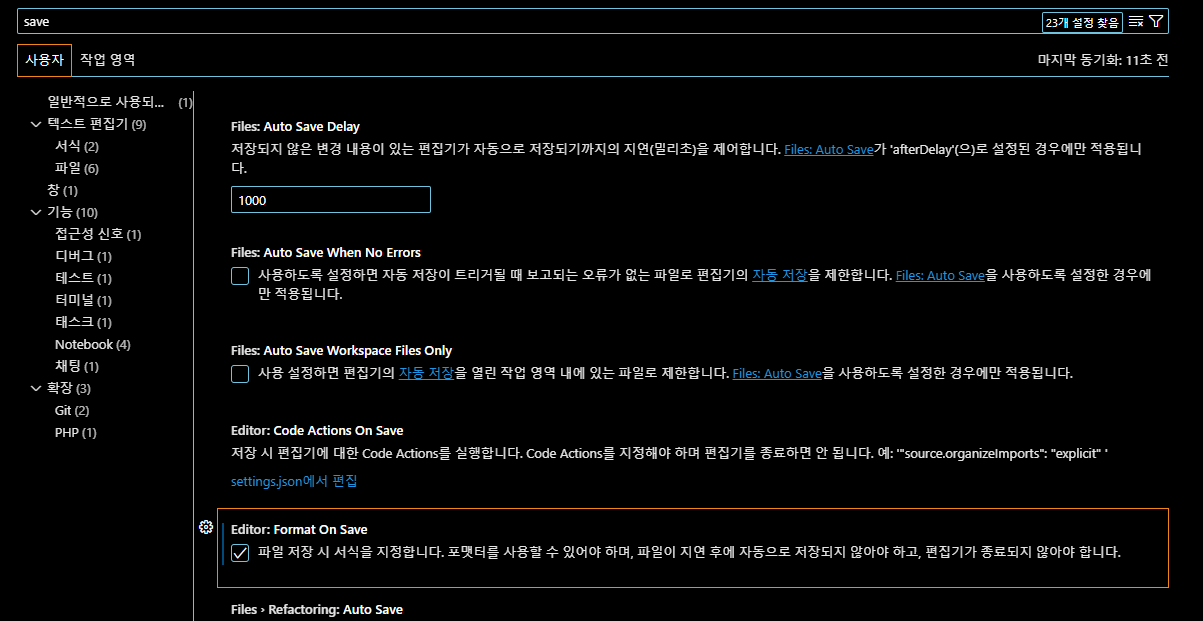 save
23개 설정 찾음
사용자
작업 영역
마지막 동기화: 11초 전
일반적으로 사용되... (1)
텍스트 편집기 (9)
서식 (2)
파일 (6)
창 (1)
기능 (10)
접근성 신호 (1)
디버그 (1)
테스트 (1)
터미널 (1)
태스크 (1)
Notebook (4)
채팅 (1)
확장 (3)
Git (2)
PHP (1)
Files: Auto Save Delay
저장되지 않은 변경 내용이 있는 편집기가 자동으로 저장되기까지의 지연(밀리초)을 제어합니다. Files: Auto Save가 'afterDelay'(으)로 설정된 경우에만 적용됩니
다.
1000
Files: Auto Save When No Errors
사용하도록 설정하면 자동 저장이 트리거될 때 보고되는 오류가 없는 파일로 편집기의 자동 저장을 제한합니다. Files: Auto Save을 사용하도록 설정한 경우에
만 적용됩니다.
Files: Auto Save Workspace Files Only
사용 설정하면 편집기의 자동 저장을 열린 작업 영역 내에 있는 파일로 제한합니다. Files: Auto Save을 사용하도록 설정한 경우에만 적용됩니다.
Editor: Code Actions On Save
저장 시 편집기에 대한 Code Actions를 실행합니다. Code Actions를 지정해야 하며 편집기를 종료하면 안 됩니다. 예: '"source.organizeImports": "explicit" '
settings.json에서 편집
Editor: Format On Save
파일 저장 시 서식을 지정합니다. 포맷터를 사용할 수 있어야 하며, 파일이 지연 후에 자동으로 저장되지 않아야 하고, 편집기가 종료되지 않아야 합니다.
Files › Refactoring: Auto Save